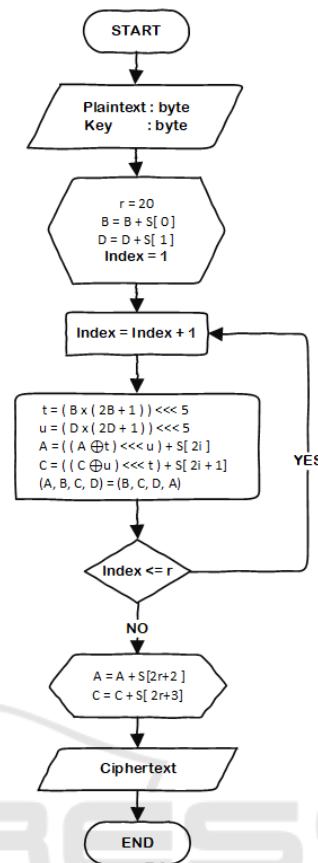 START
Plaintext : byte
Key : byte
r = 20
B = B + S[ 0]
D = D + S[ 1]
Index = 1
Index = Index + 1
t = ( B x ( 2B + 1 ) ) <<< 5
u = ( D x ( 2D + 1 ) ) <<< 5
A = ( ( A ⊕t ) <<< u ) + S[ 2i ]
C = ( ( C ⊕u ) <<< t ) + S[ 2i + 1]
(A, B, C, D) = (B, C, D, A)
YES
Index <= r
NO
A = A + S[2r+2 ]
C = C + S[ 2r+3]
Ciphertext
END